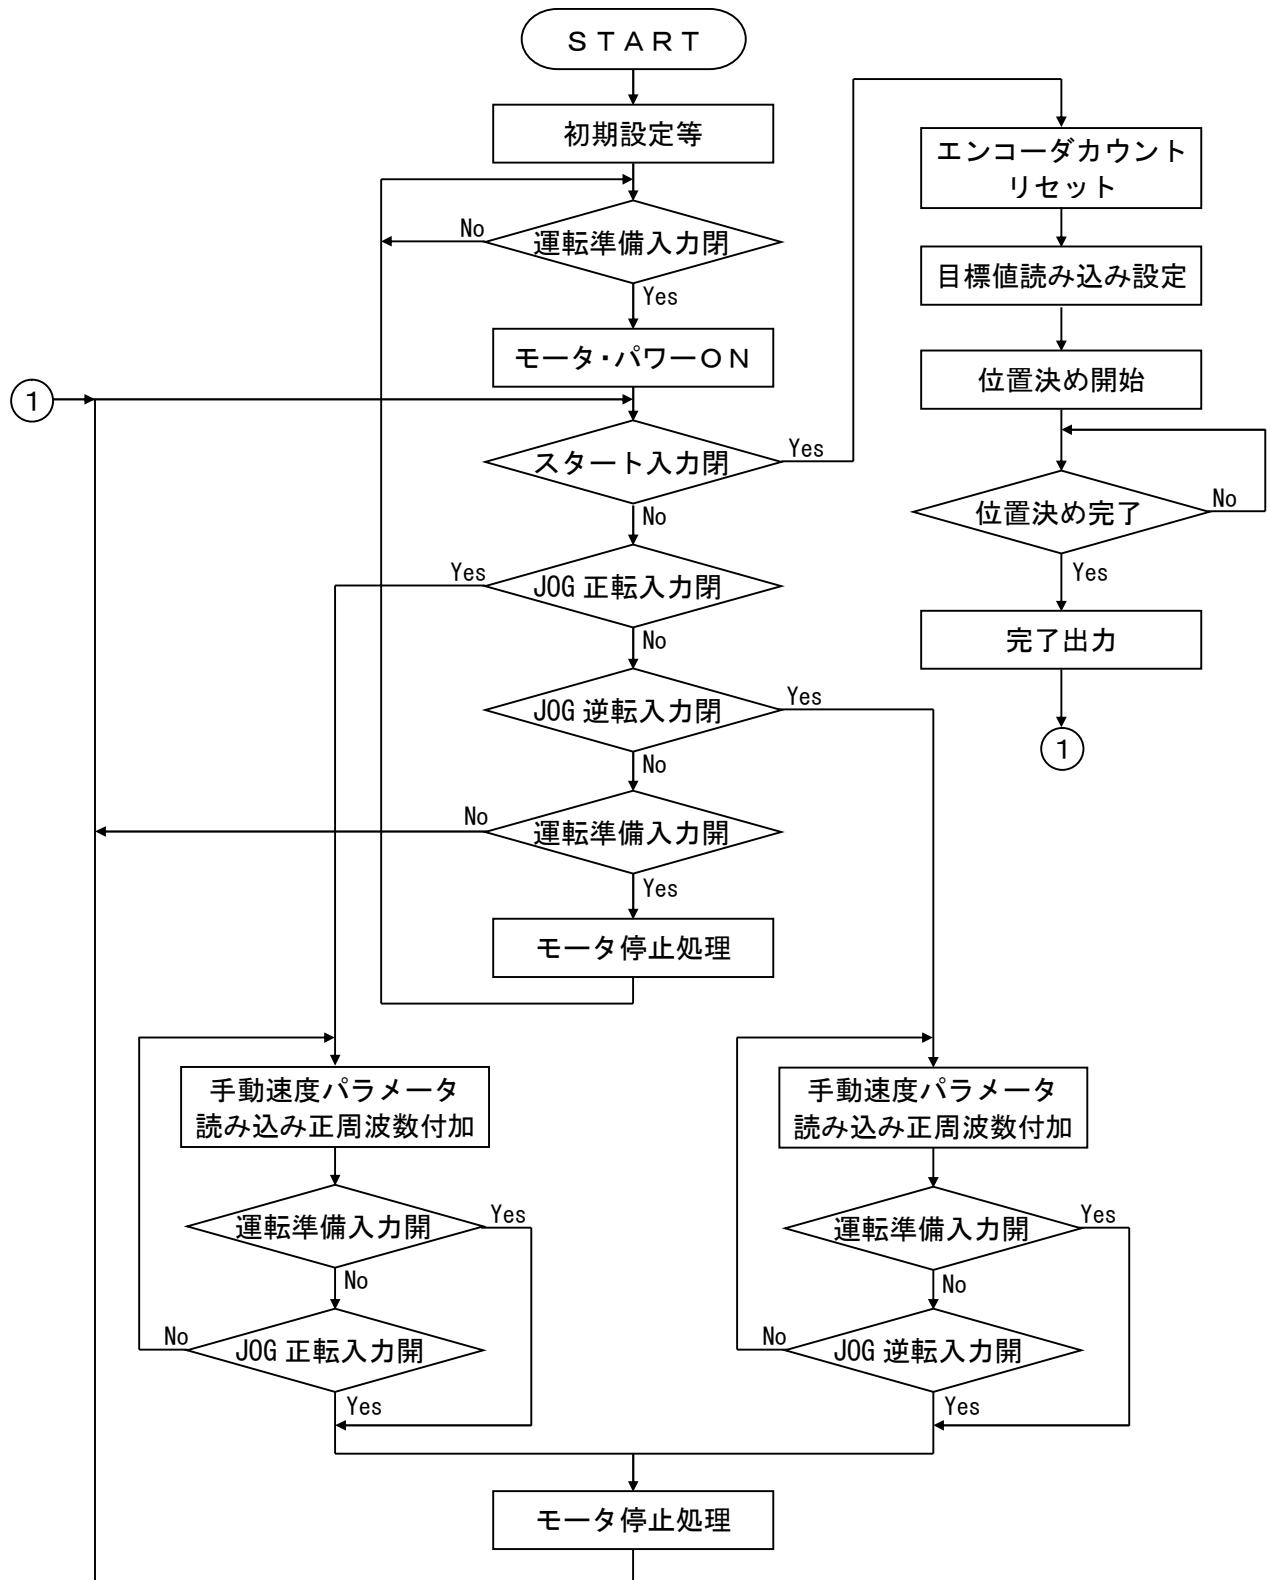 ＳＴＡＲＴ
初期設定等
No
運転準備入力閉
Yes
モータ・パワーＯＮ
①
スタート入力閉
Yes
No
Yes
JOG 正転入力閉
No
JOG 逆転入力閉
Yes
No
No
運転準備入力開
Yes
モータ停止処理
エンコーダカウント
リセット
目標値読み込み設定
位置決め開始
位置決め完了
No
Yes
完了出力
①
手動速度パラメータ
読み込み正周波数付加
運転準備入力開
Yes
No
No
JOG 正転入力開
Yes
手動速度パラメータ
読み込み正周波数付加
運転準備入力開
Yes
No
No
JOG 逆転入力開
Yes
モータ停止処理